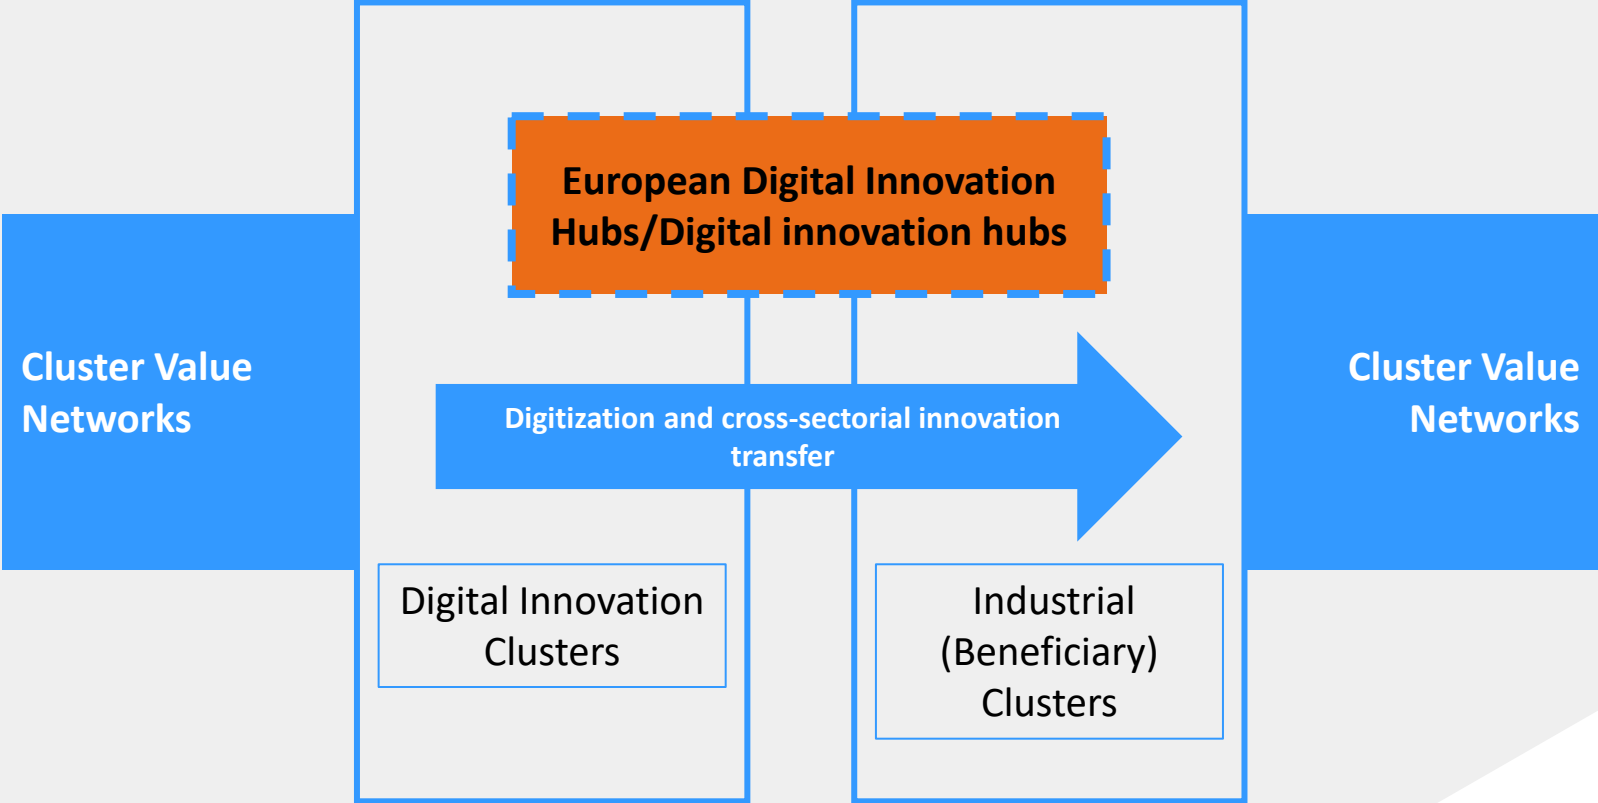 European Digital Innovation
Hubs/Digital innovation hubs
Cluster Value
Networks
Digitization and cross-sectorial innovation
transfer
Cluster Value
Networks
Digital Innovation
Clusters
Industrial
(Beneficiary)
Clusters